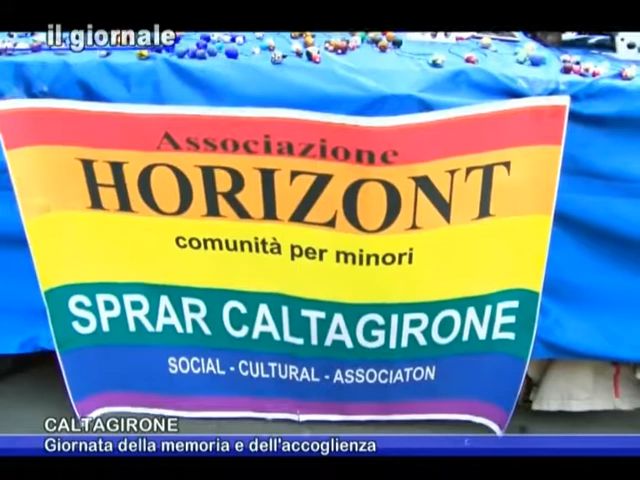 il giornale
Associazione
HORIZONT
comunità per minori
SPRAR CALTAGIRONE
SOCIAL - CULTURAL - ASSOCIATON
CALTAGIRONE
Giornata della memoria e dell'accoglienza